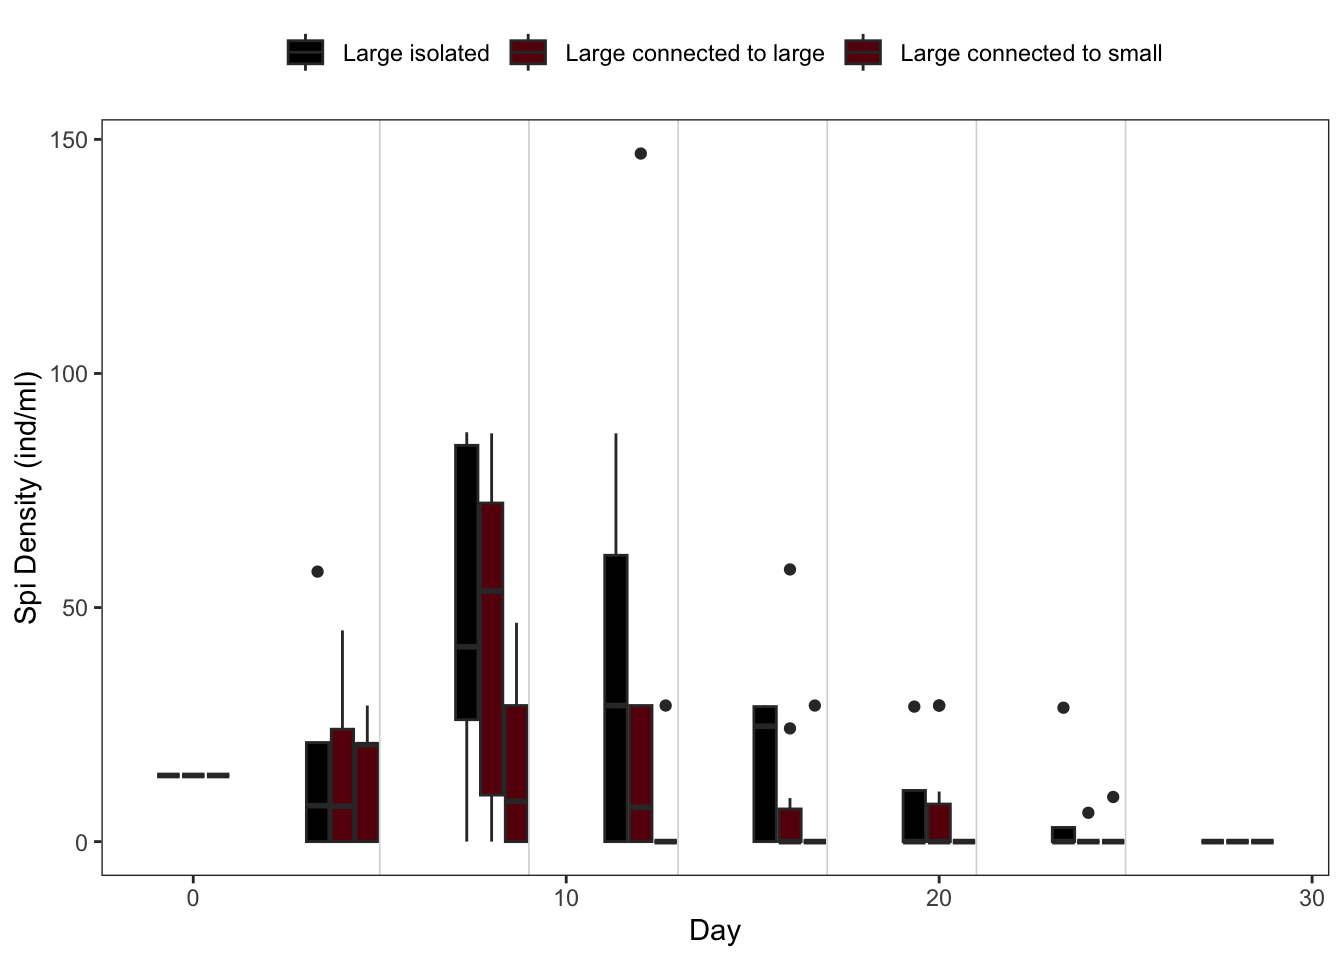 Large isolated Large connected to large Large connected to small
150
100
50
0
Spi Density (ind/ml)
0 10 20 30
Day